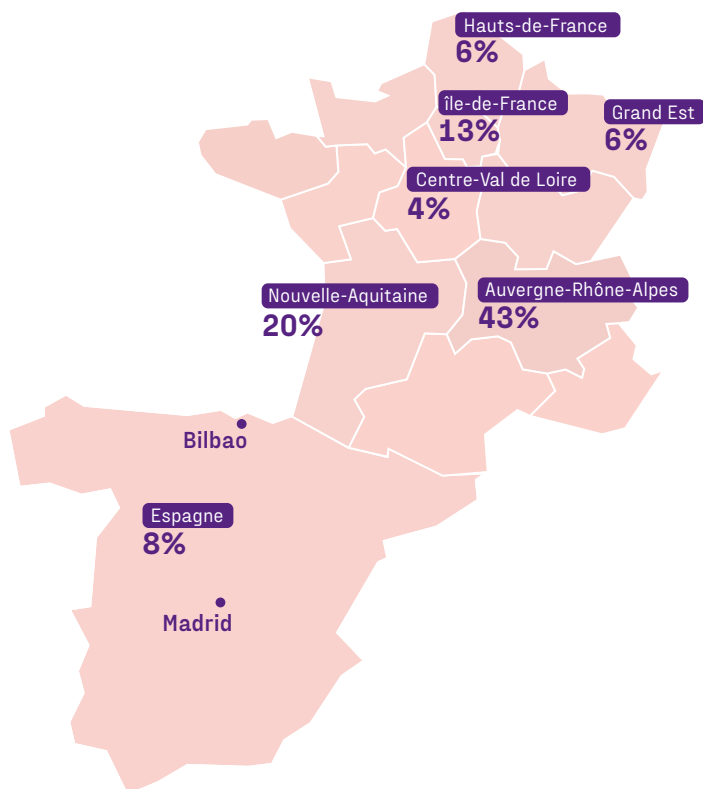 Hauts-de-France
6%
île-de-France
13%
Grand Est
6%
Centre-Val de Loire
4%
Nouvelle-Aquitaine
20%
Auvergne-Rhône-Alpes
43%
Bilbao
Espagne
8%
Madrid